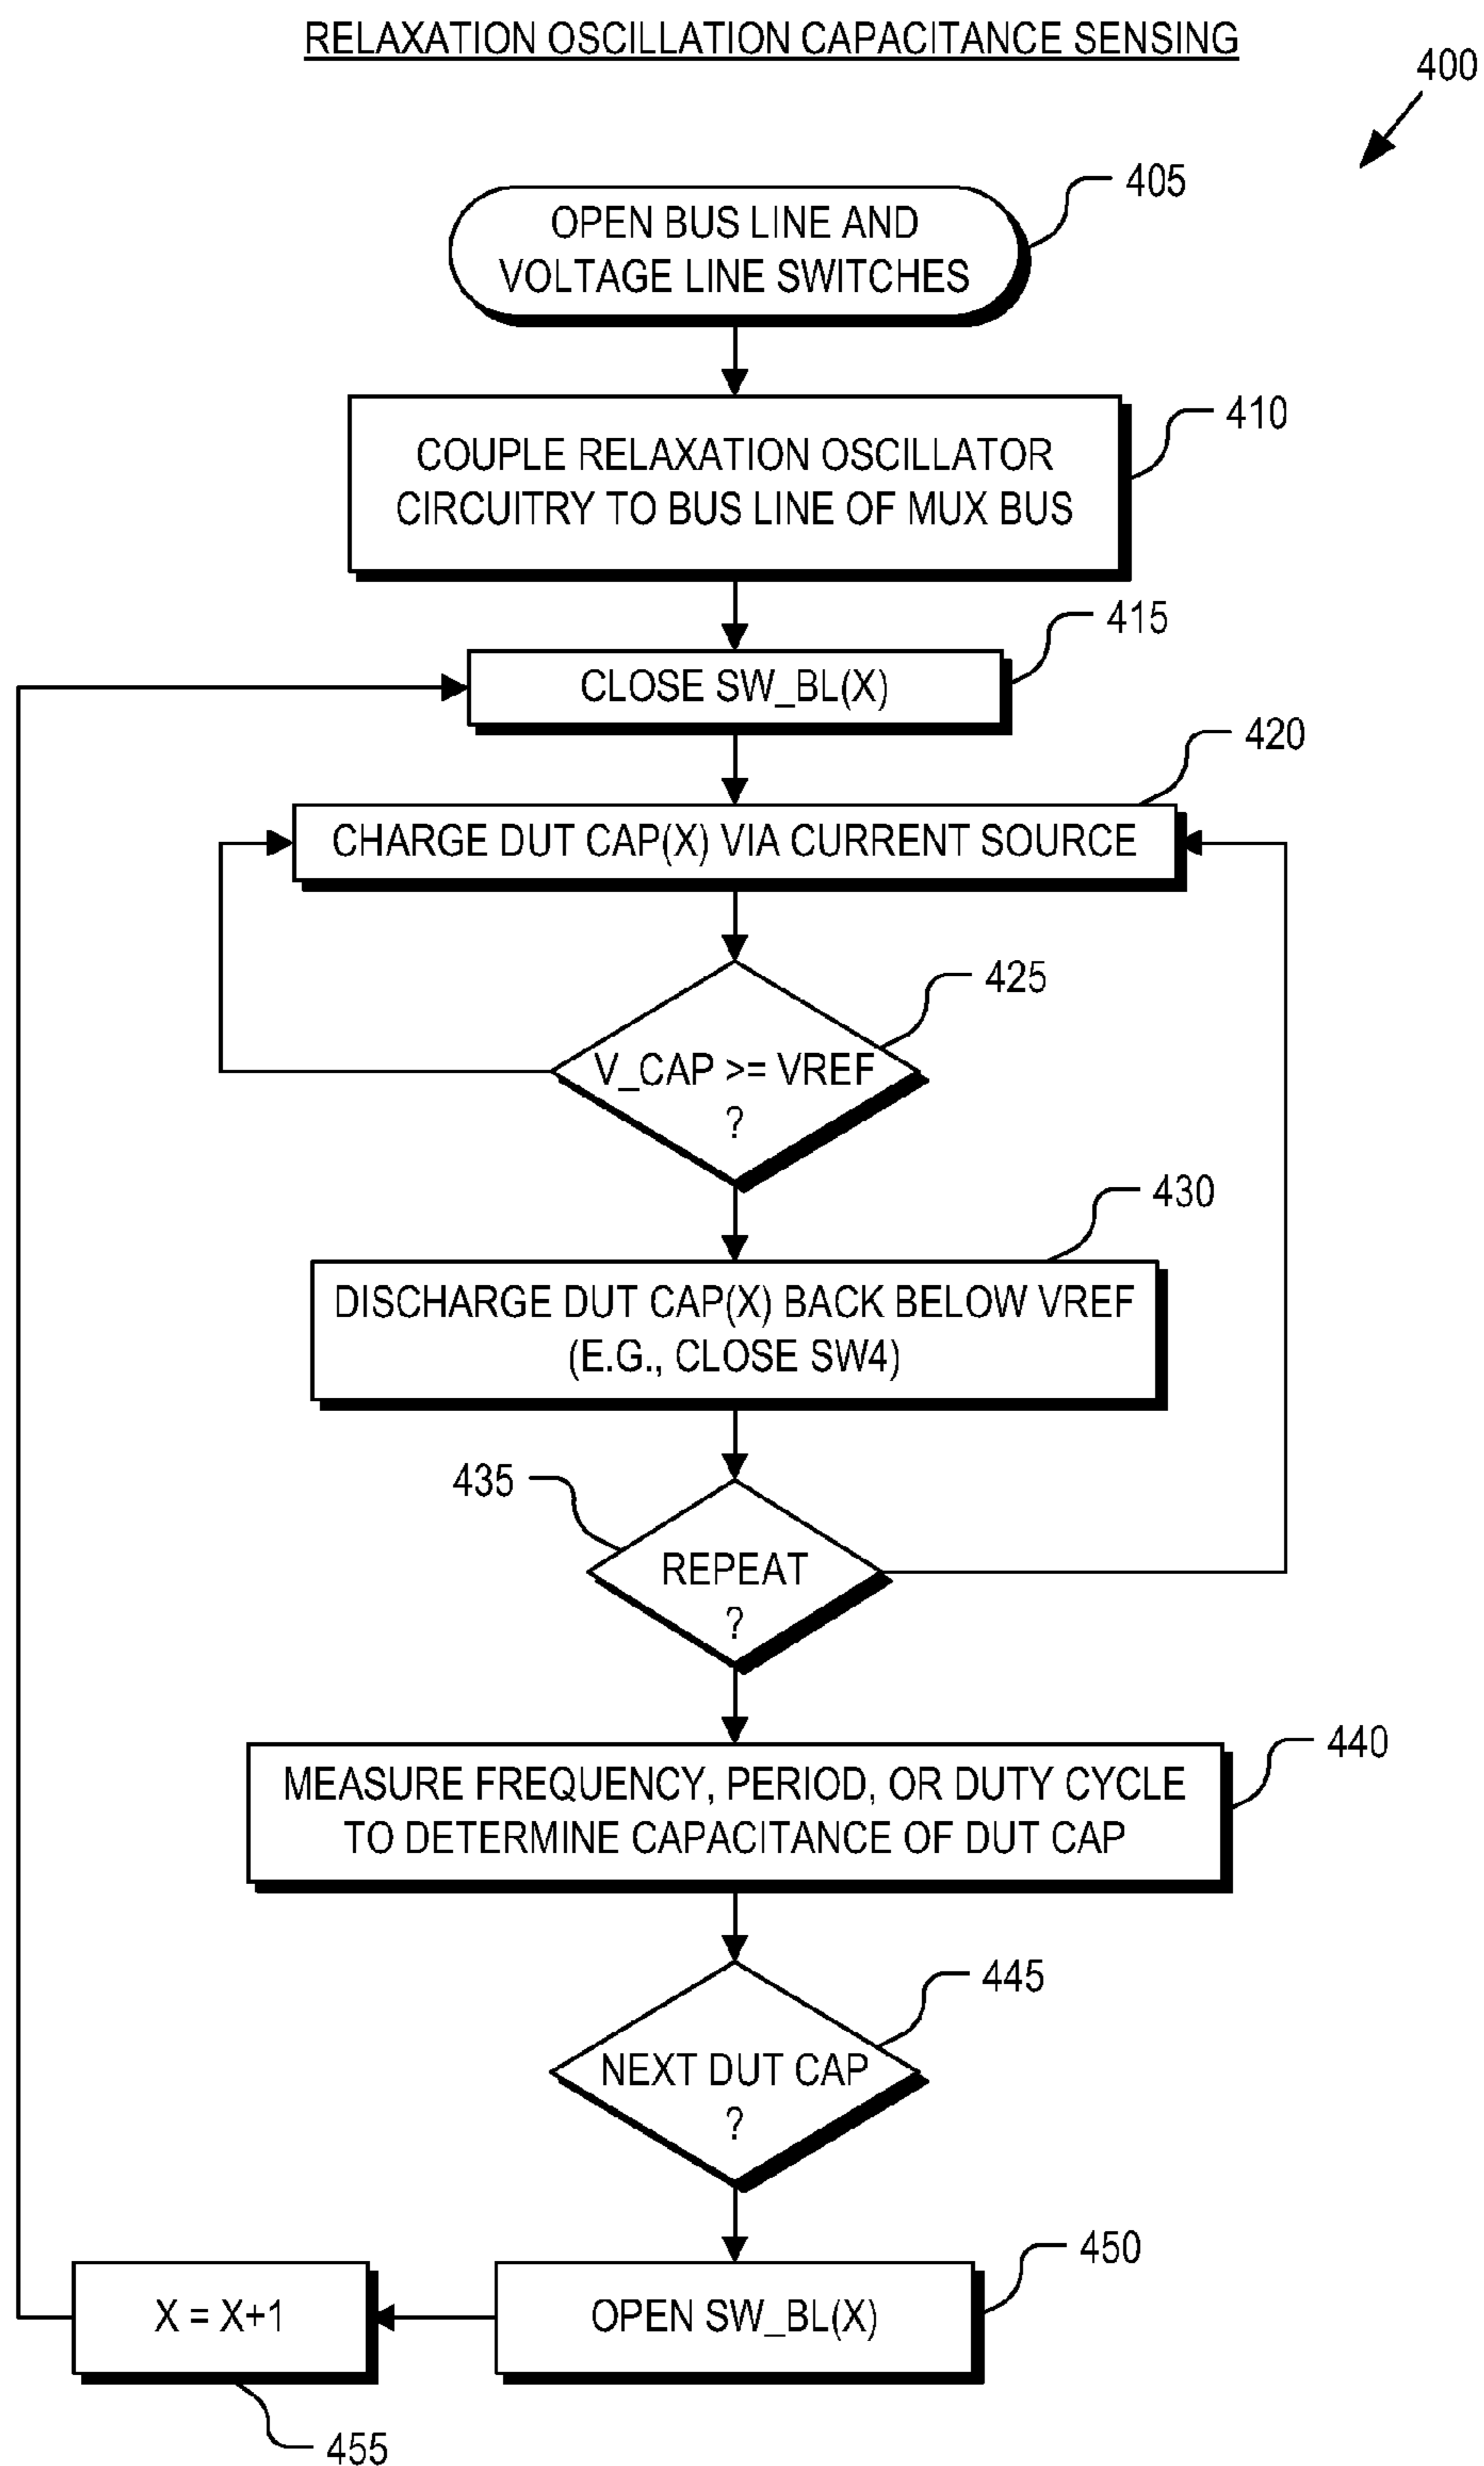 RELAXATION OSCILLATION CAPACITANCE SENSING
400
405
OPEN BUS LINE AND
VOLTAGE LINE SWITCHES
410
COUPLE RELAXATION OSCILLATOR
CIRCUITRY TO BUS LINE OF MUX BUS
415
CLOSE SW_BL(X)
420
CHARGE DUT CAP(X) VIA CURRENT SOURCE
425
V_CAP >= VREF
?
430
DISCHARGE DUT CAP(X) BACK BELOW VREF
(E.G., CLOSE SW4)
435
REPEAT
?
440
MEASURE FREQUENCY, PERIOD, OR DUTY CYCLE
TO DETERMINE CAPACITANCE OF DUT CAP
445
NEXT DUT CAP
?
450
X = X+1
OPEN SW_BL(X)
455